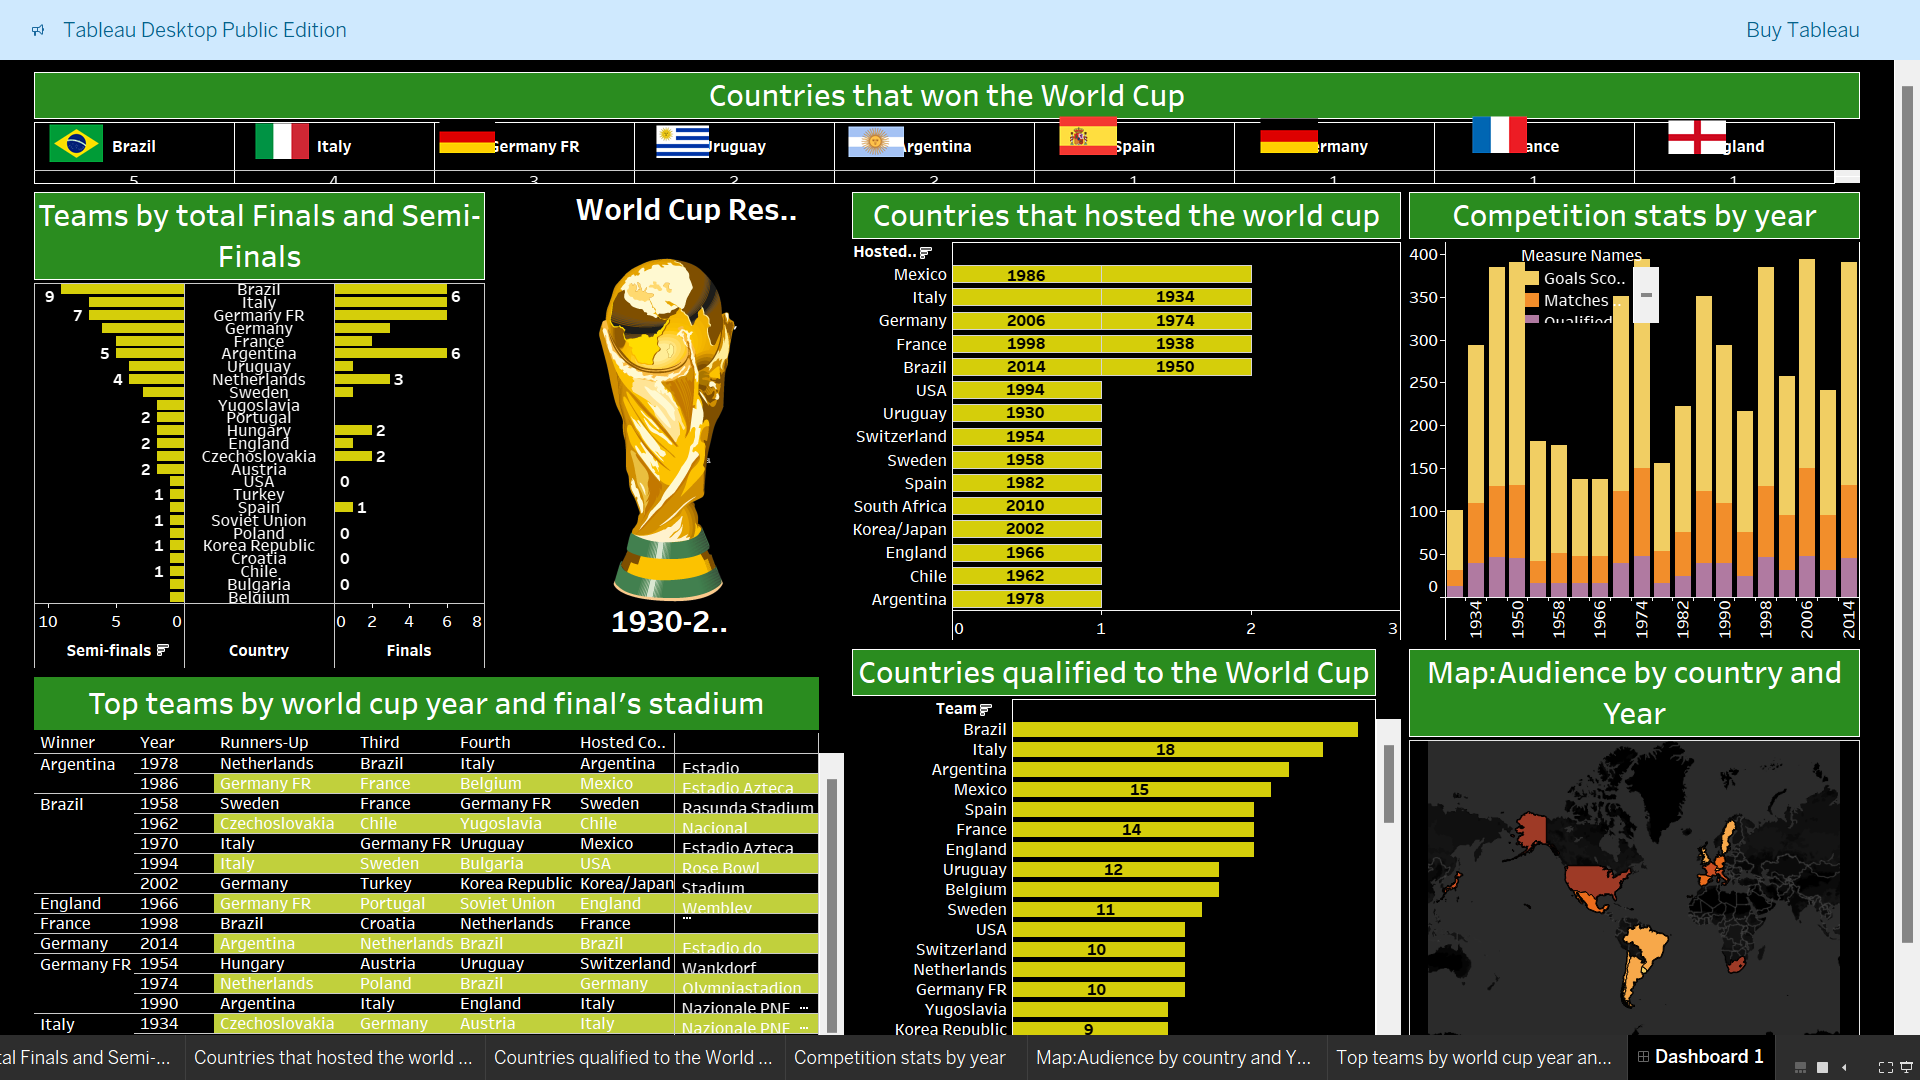 Tableau Desktop Public Edition
Buy Tableau
Countries that won the World Cup
Brazil
Italy
Germany FR
Uruguay
Argentina
Spain
rmany
ance
gland
5 4 3 2 2 1 1 1 1
Teams by total Finals and Semi-
Finals
9 Brazil 6
Italy
7 Germany FR
Germany
France
5 Argentina 6
Uruguay
4 Netherlands 3
Sweden
Yugoslavia
2 Portugal
Hungary 2
2 England
Czechoslovakia 2
2 Austria
USA 0
1 Turkey
Spain 1
1 Soviet Union
Poland 0
1 Korea Republic
Croatia 0
1 Chile
Bulgaria 0
Belgium
10 5 0 0 2 4 6 8
Semi-finals Country Finals
World Cup Res..
1930-2..
Countries that hosted the world cup
Hosted..
Mexico 1986
Italy 1934
Germany 2006 1974
France 1998 1938
Brazil 2014 1950
USA 1994
Uruguay 1930
Switzerland 1954
Sweden 1958
Spain 1982
South Africa 2010
Korea/Japan 2002
England 1966
Chile 1962
Argentina 1978
0 1 2 3
Competition stats by year
Measure Names
Goals Sco..
Matches ..
Qualified
400
350
300
250
200
150
100
50
0
1934 1950 1958 1966 1974 1982 1990 1998 2006 2014
Top teams by world cup year and final's stadium
Winner Year Runners-Up Third Fourth Hosted Co..
Argentina 1978 Netherlands Brazil Italy Argentina Estadio
1986 Germany FR France Belgium Mexico Estadio Azteca
Brazil 1958 Sweden France Germany FR Sweden Rasunda Stadium
1962 Czechoslovakia Chile Yugoslavia Chile Nacional
1970 Italy Germany FR Uruguay Mexico Estadio Azteca
1994 Italy Sweden Bulgaria USA Rose Bowl
2002 Germany Turkey Korea Republic Korea/Japan Stadium
England 1966 Germany FR Portugal Soviet Union England Wembley
France 1998 Brazil Croatia Netherlands France ...
Germany 2014 Argentina Netherlands Brazil Brazil Estadio do
Germany FR 1954 Hungary Austria Uruguay Switzerland Wankdorf
1974 Netherlands Poland Brazil Germany Olympiastadion
1990 Argentina Italy England Italy Nazionale PNF ...
Italy 1934 Czechoslovakia Germany Austria Italy Nazionale PNF ...
Countries qualified to the World Cup
Team
Brazil
Italy 18
Argentina
Mexico 15
Spain
France 14
England
Uruguay 12
Belgium
Sweden 11
USA
Switzerland 10
Netherlands
Germany FR 10
Yugoslavia
Korea Republic 9
Map:Audience by country and
Year
al Finals and Semi-...
Countries that hosted the world ...
Countries qualified to the World ...
Competition stats by year
Map:Audience by country and Y...
Top teams by world cup year an...
Dashboard 1